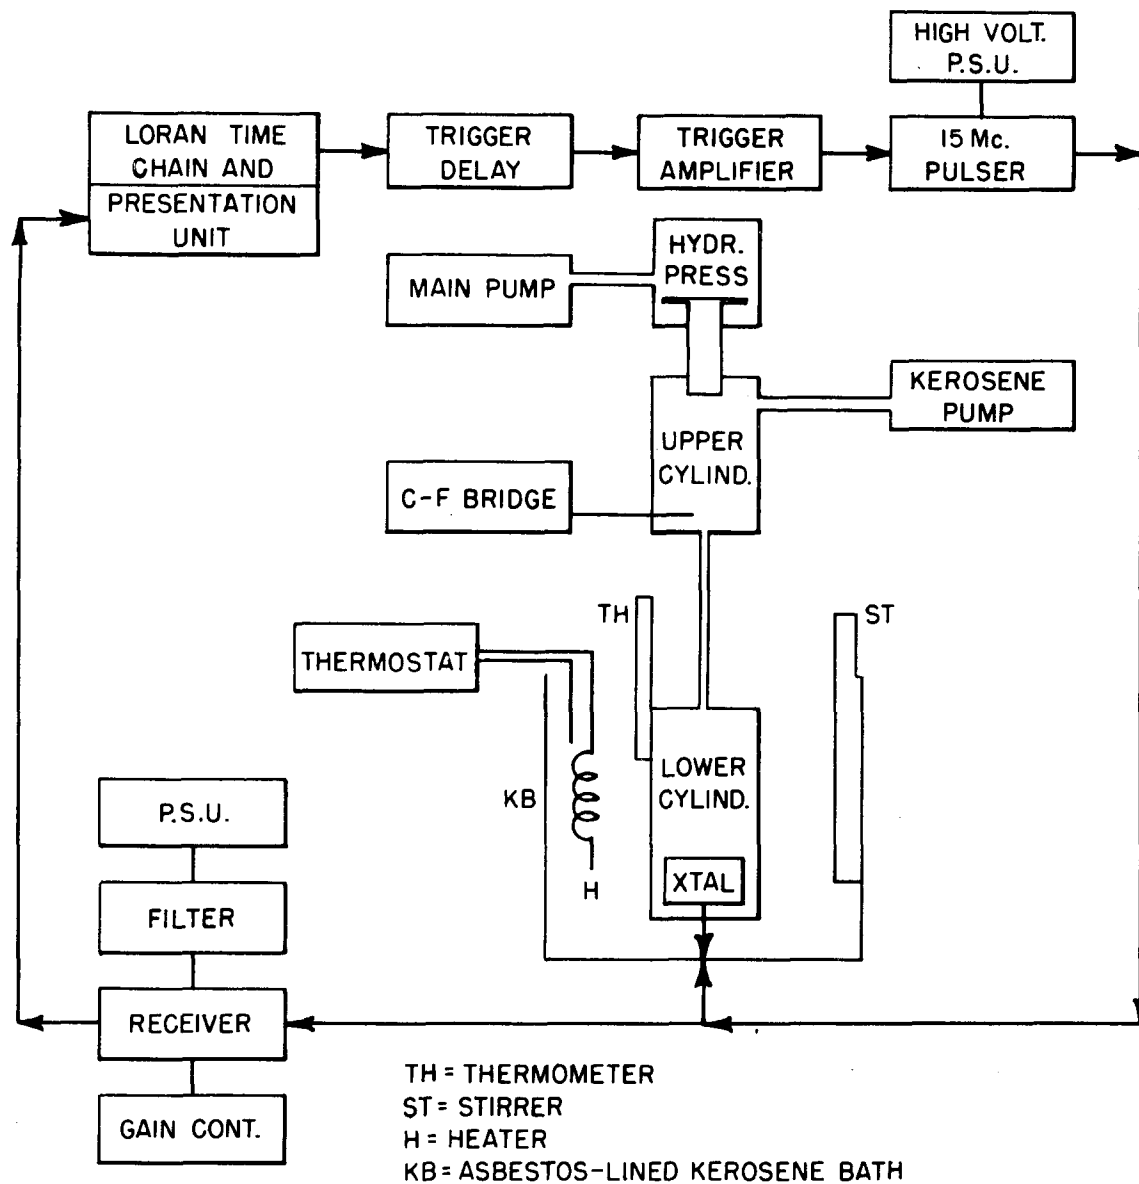 HIGH VOLT.
P.S.U.
LORAN TIME
CHAIN AND
PRESENTATION
UNIT
TRIGGER
DELAY
TRIGGER
AMPLIFIER
15 Mc.
PULSER
MAIN PUMP
HYDR.
PRESS
KEROSENE
PUMP
UPPER
CYLIND.
C-F BRIDGE
TH
ST
THERMOSTAT
LOWER
CYLIND.
KB
H
XTAL
P.S.U.
FILTER
RECEIVER
GAIN CONT.
TH = THERMOMETER
ST = STIRRER
H = HEATER
KB = ASBESTOS-LINED KEROSENE BATH